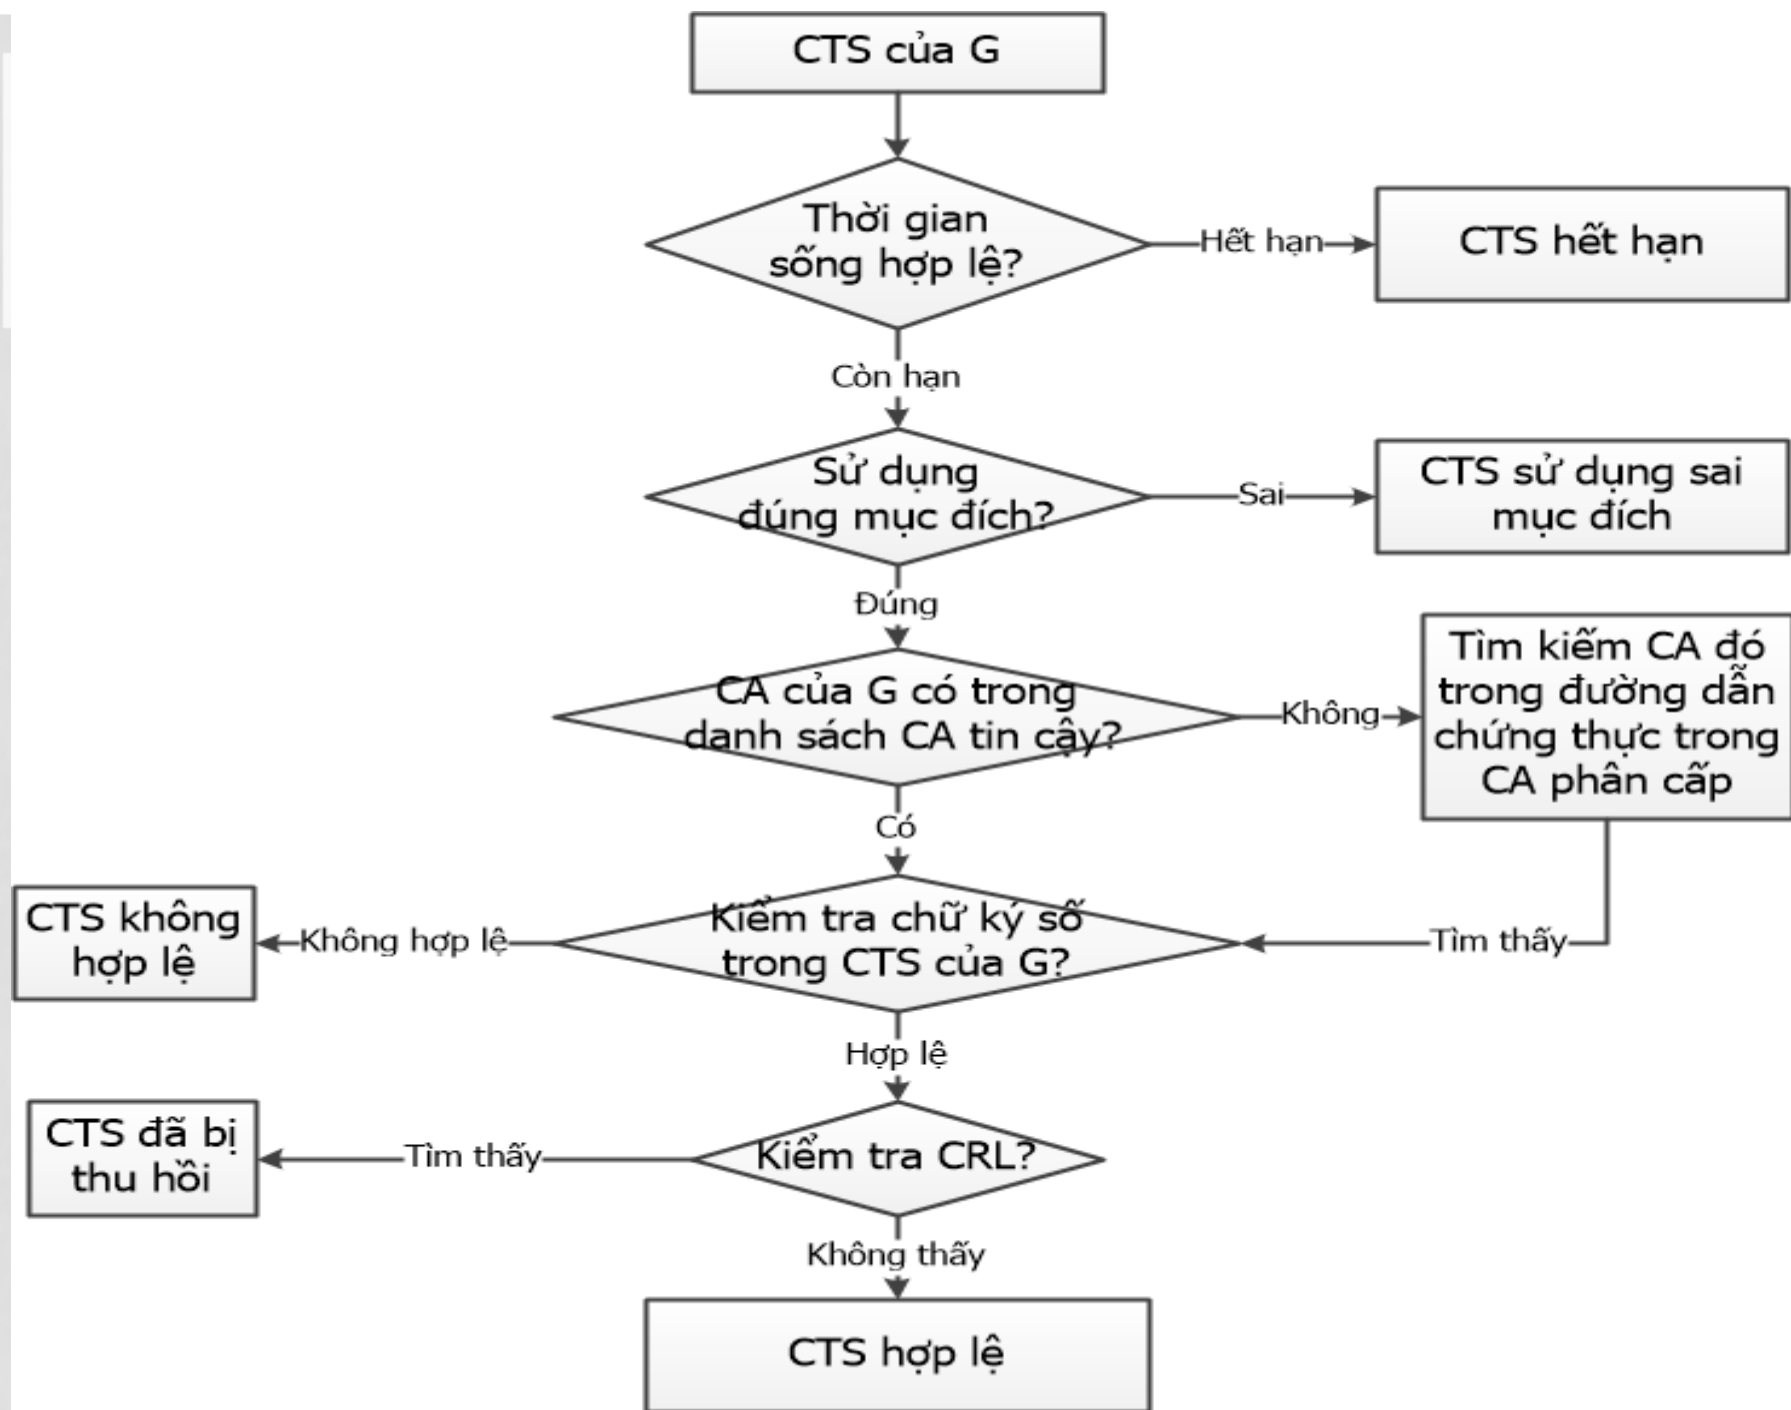 CTS của G
Thời gian
sống hợp lệ?
Hết hạn
CTS hết hạn
Còn hạn
Sử dụng
đúng mục đích?
Sai
CTS sử dụng sai
mục đích
Đúng
CA của G có trong
danh sách CA tin cậy?
Không
Tìm kiếm CA đó
trong đường dẫn
chứng thực trong
CA phân cấp
Có
Kiểm tra chữ ký số
trong CTS của G?
Không hợp lệ
CTS không
hợp lệ
Tìm thấy
Hợp lệ
Kiểm tra CRL?
Tìm thấy
CTS đã bị
thu hồi
Không thấy
CTS hợp lệ